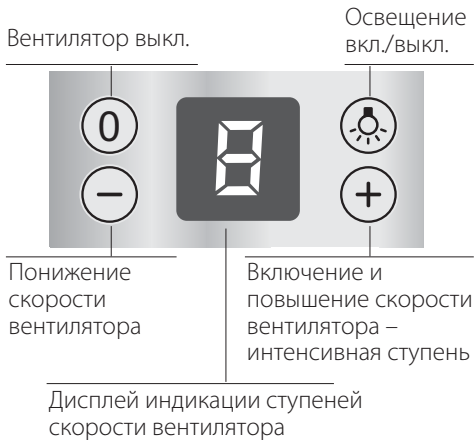 Вентилятор выкл.
Освещение
вкл./выкл.
0
8
−
+
Понижение
скорости
вентилятора
Включение и
повышение скорости
вентилятора –
интенсивная ступень
Дисплей индикации ступеней
скорости вентилятора